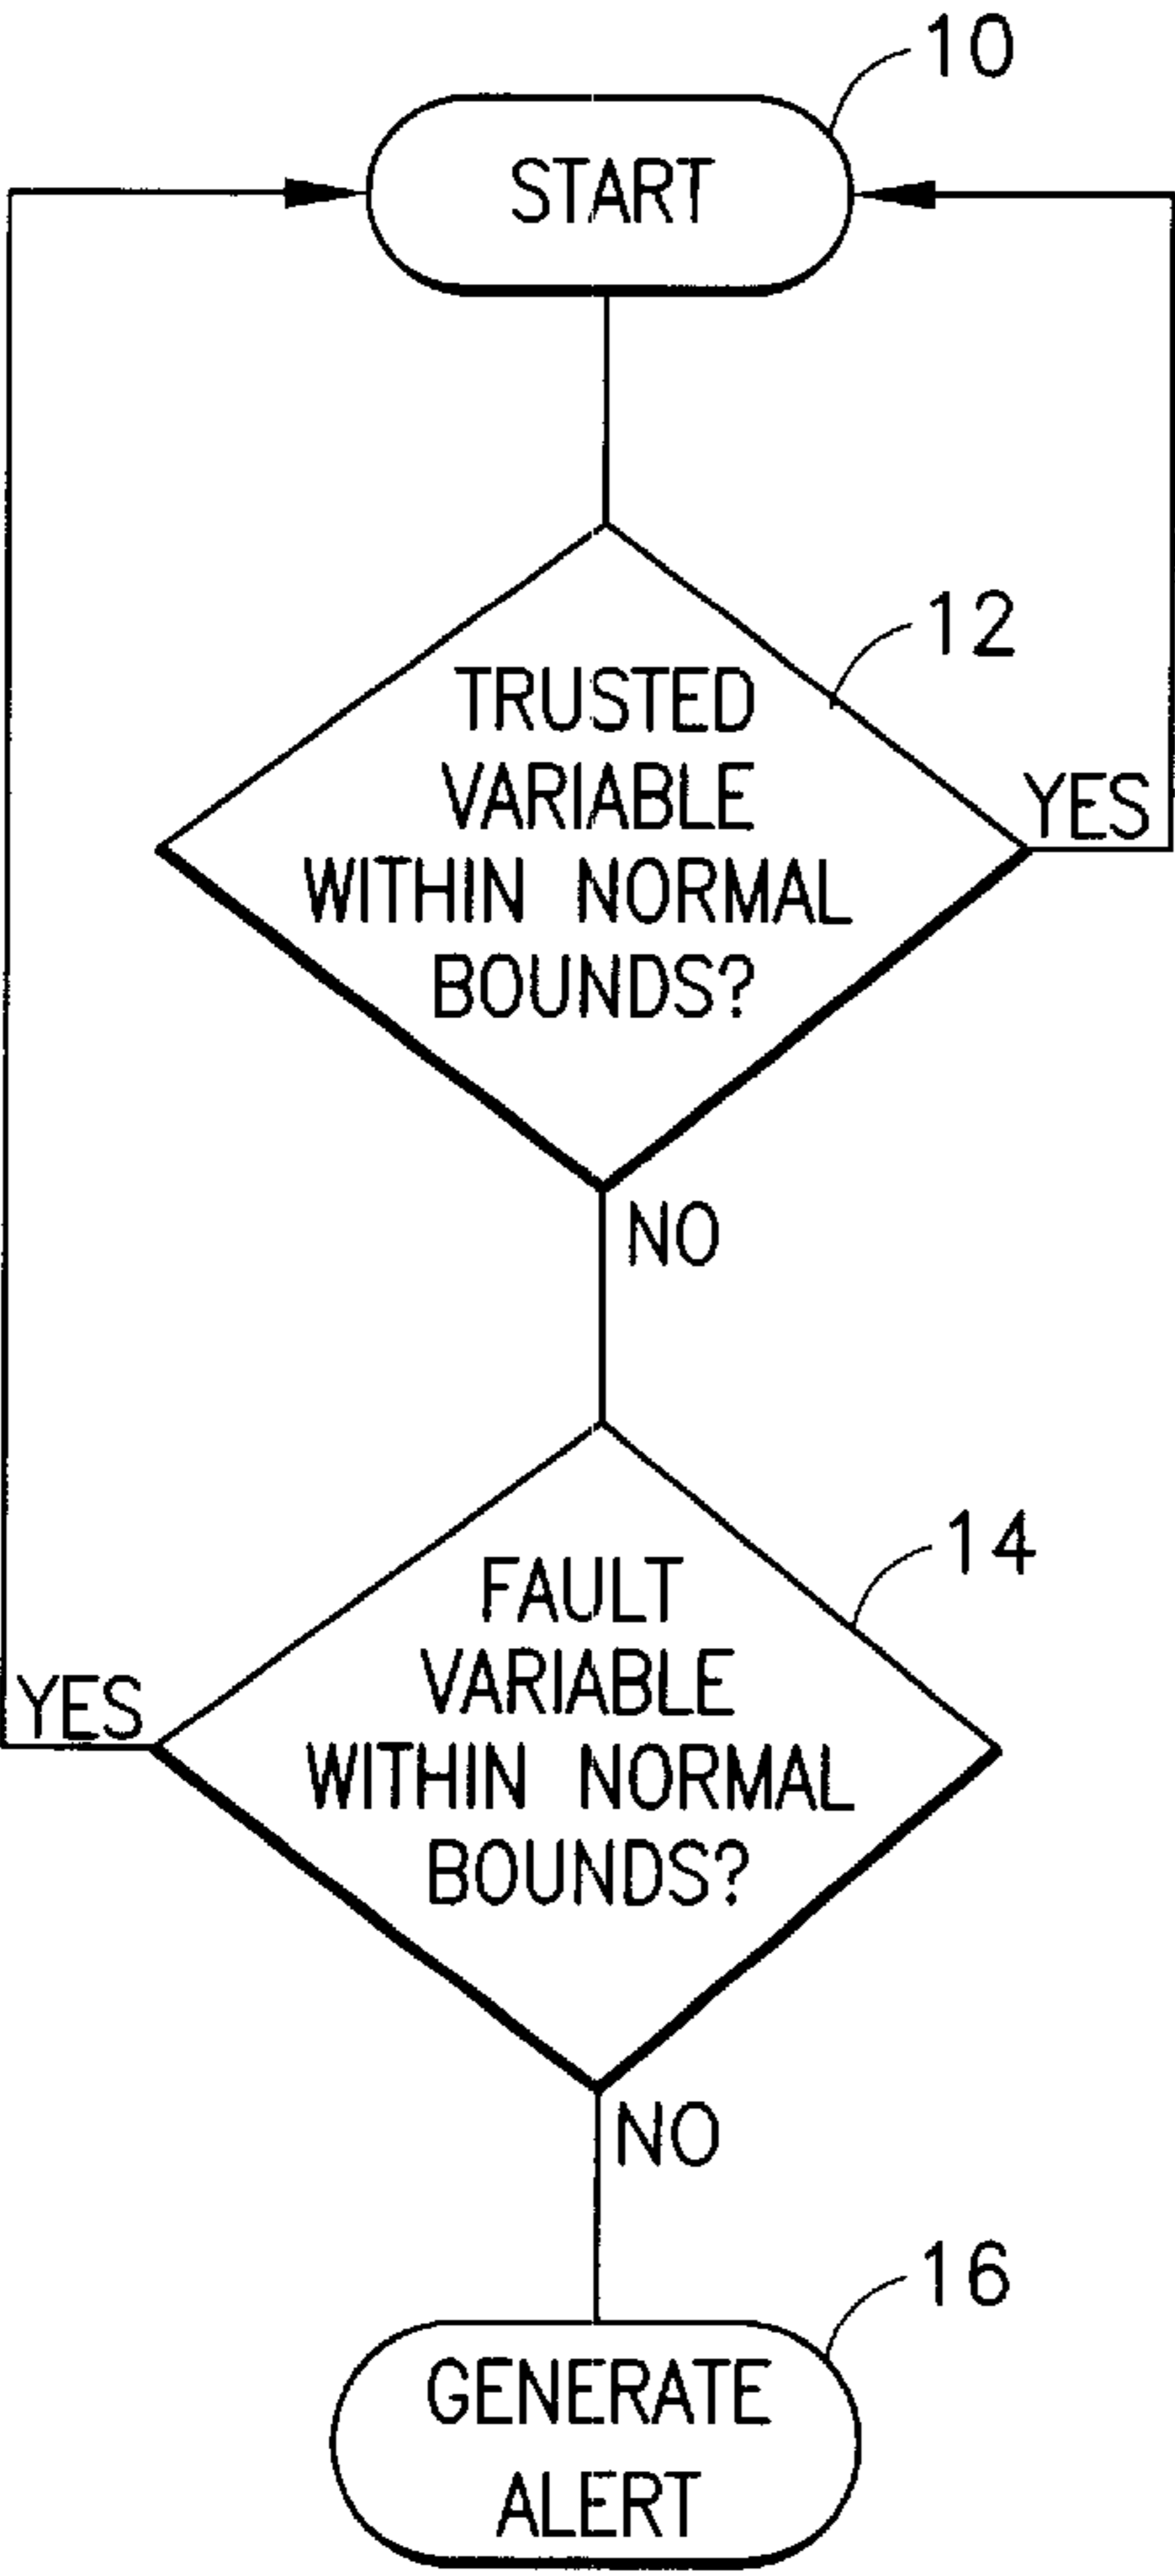 10
START
12
TRUSTED
VARIABLE
WITHIN NORMAL
BOUNDS?
YES
NO
14
FAULT
VARIABLE
WITHIN NORMAL
BOUNDS?
YES
NO
16
GENERATE
ALERT